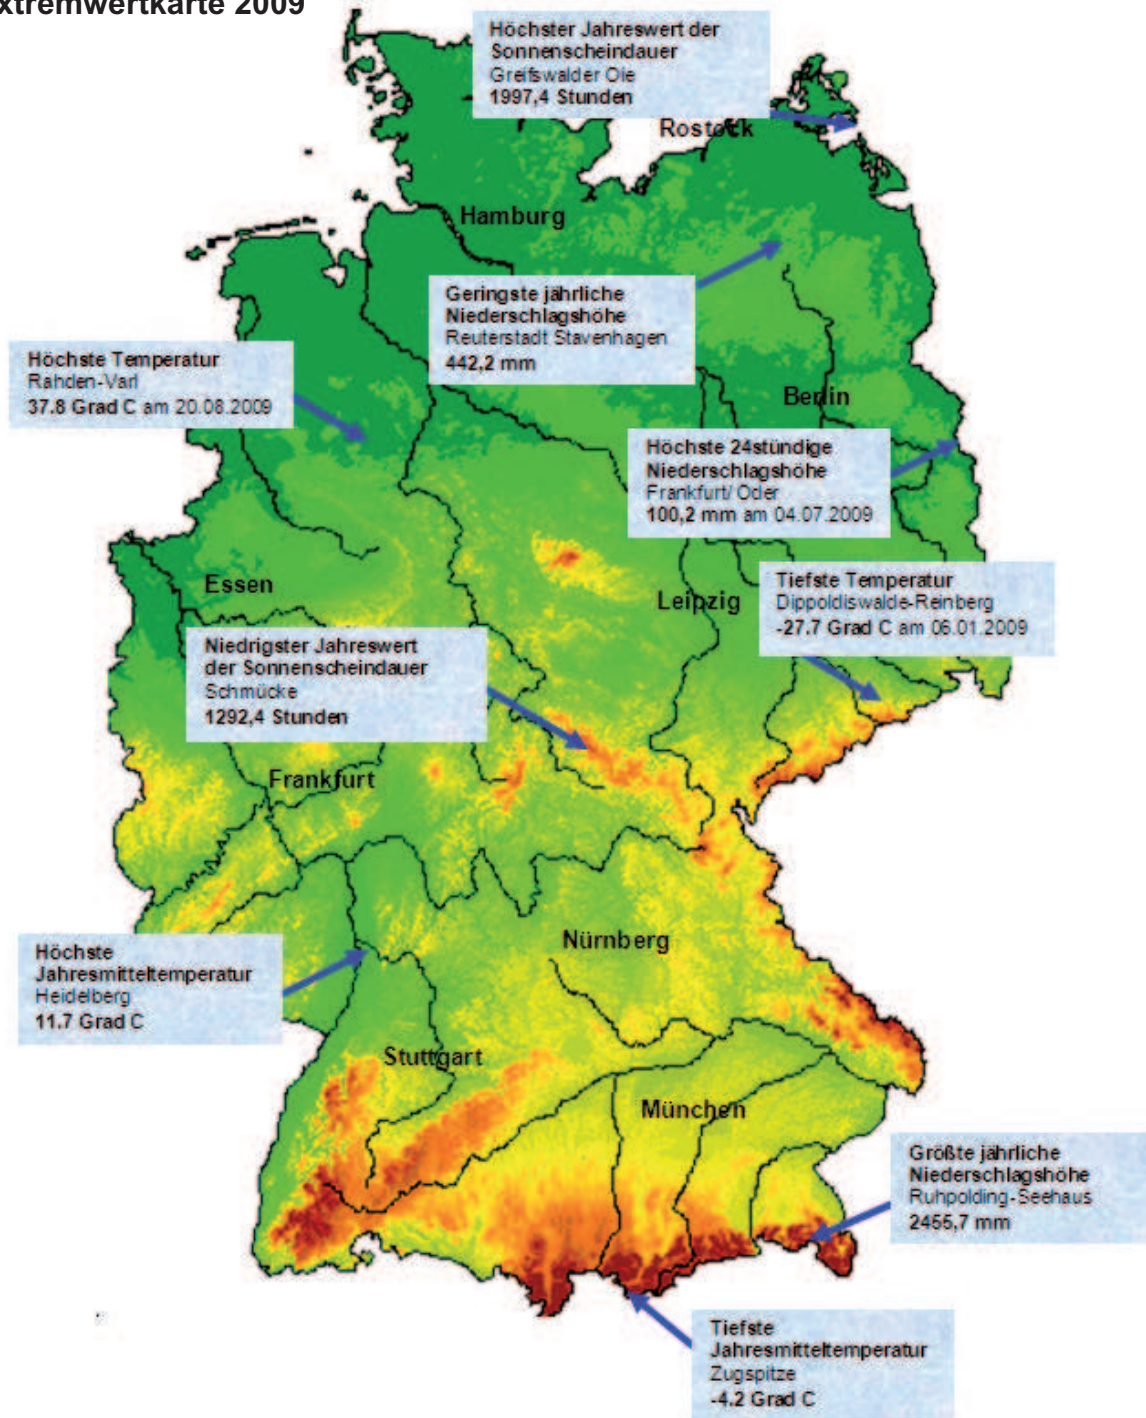 xtremwertkarte 2009
Höchster Jahreswert der
Sonnenscheindauer
Greifswalder Oie
1997,4 Stunden
Rostock
Hamburg
Geringste jährliche
Niederschlagshöhe
Reuterstadt Stavenhagen
442,2 mm
Höchste Temperatur
Rahden-Varl
37.8 Grad C am 20.08.2009
Berlin
Höchste 24stündige
Niederschlagshöhe
Frankfurt/ Oder
100,2 mm am 04.07.2009
Essen
Leipzig
Tiefste Temperatur
Dippoldiswalde-Reinberg
-27.7 Grad C am 06.01.2009
Niedrigster Jahreswert
der Sonnenscheindauer
Schmücke
1292,4 Stunden
Frankfurt
Nürnberg
Höchste
Jahresmitteltemperatur
Heidelberg
11.7 Grad C
Stuttgart
München
Größte jährliche
Niederschlagshöhe
Ruhpolding-Seehaus
2455,7 mm
Tiefste
Jahresmitteltemperatur
Zugspitze
-4.2 Grad C